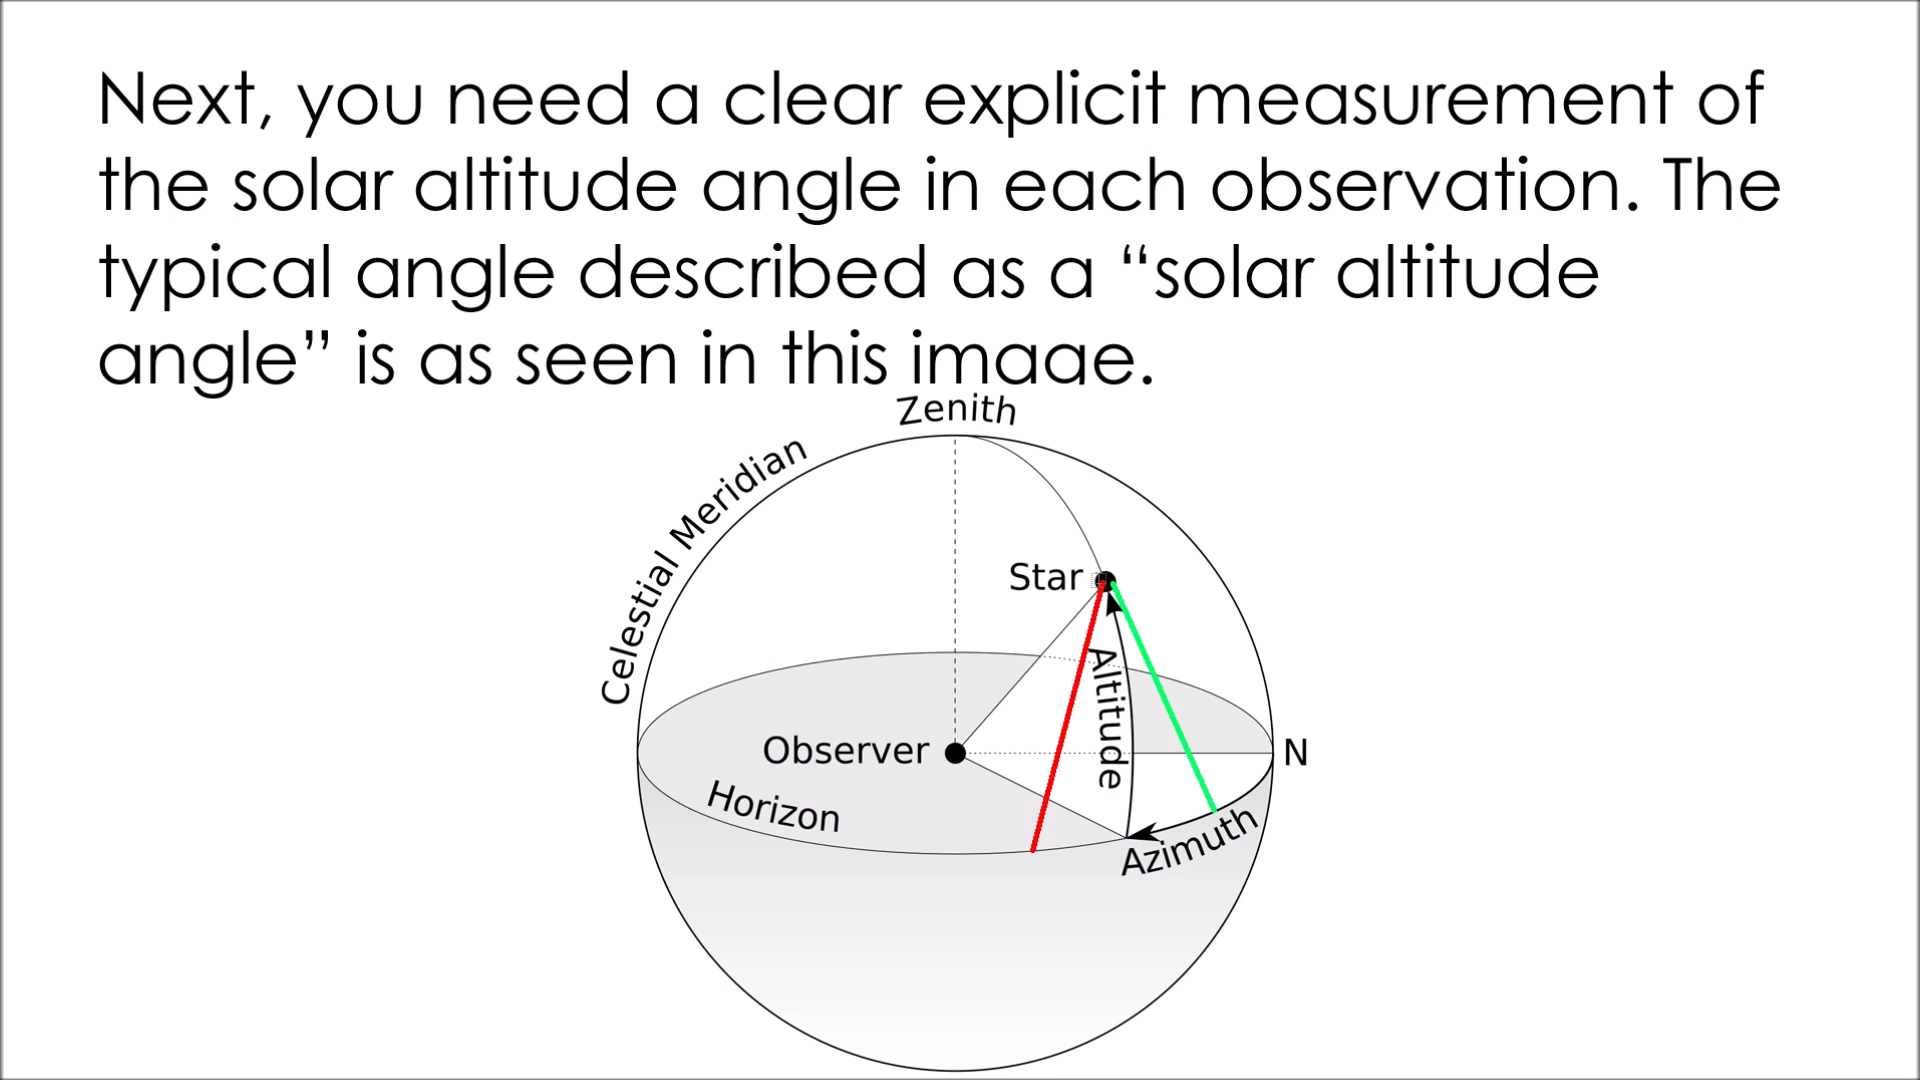 Next, you need a clear explicit measurement of
the solar altitude angle in each observation. The
typical angle described as a “solar altitude
angle” is as seen in this image.
Zenith
Celestial Meridian
Star
Altitude
Observer
N
Horizon
Azimuth